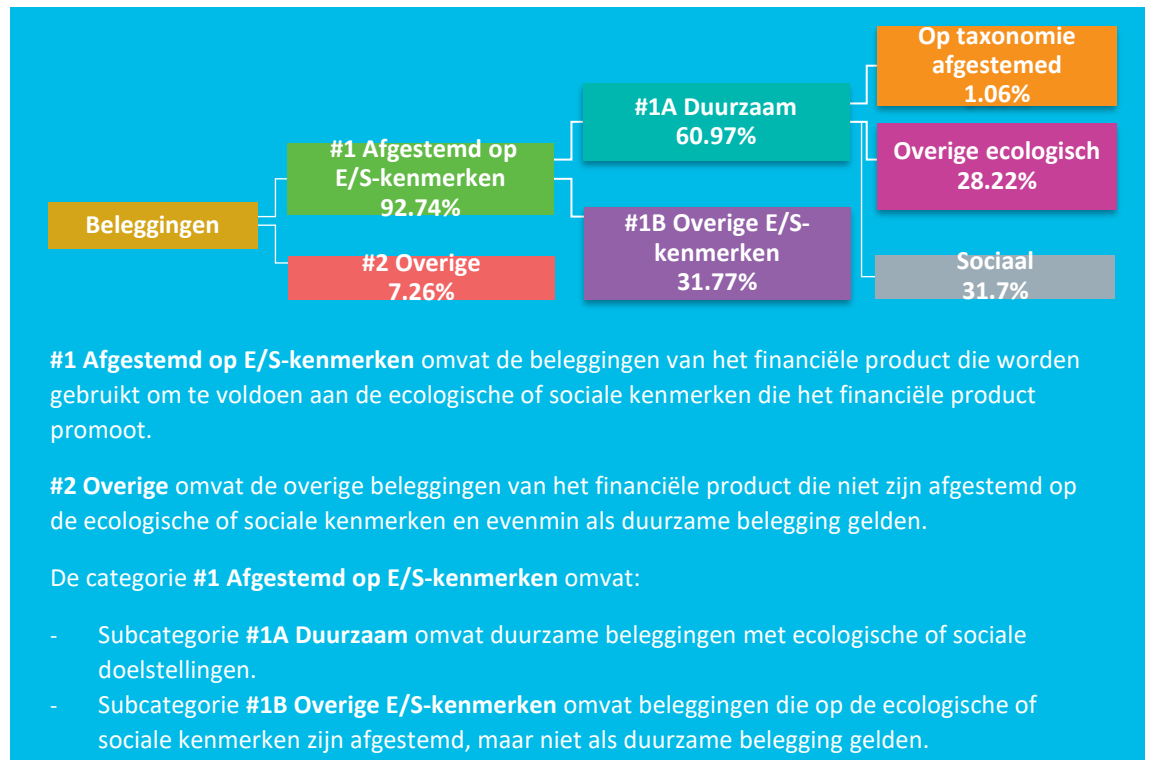 Beleggingen
#1 Afgestemd op
E/S-kenmerken
92.74%
#2 Overige
7.26%
#1A Duurzaam
60.97%
#1B Overige E/S-
kenmerken
31.77%
Op taxonomie
afgestemed
1.06%
Overige ecologisch
28.22%
Sociaal
31.7%
#1 Afgestemd op E/S-kenmerken omvat de beleggingen van het financiële product die worden
gebruikt om te voldoen aan de ecologische of sociale kenmerken die het financiële product
promoot.
#2 Overige omvat de overige beleggingen van het financiële product die niet zijn afgestemd op
de ecologische of sociale kenmerken en evenmin als duurzame belegging gelden.
De categorie #1 Afgestemd op E/S-kenmerken omvat:
- Subcategorie #1A Duurzaam omvat duurzame beleggingen met ecologische of sociale
doelstellingen.
- Subcategorie #1B Overige E/S-kenmerken omvat beleggingen die op de ecologische of
sociale kenmerken zijn afgestemd, maar niet als duurzame belegging gelden.